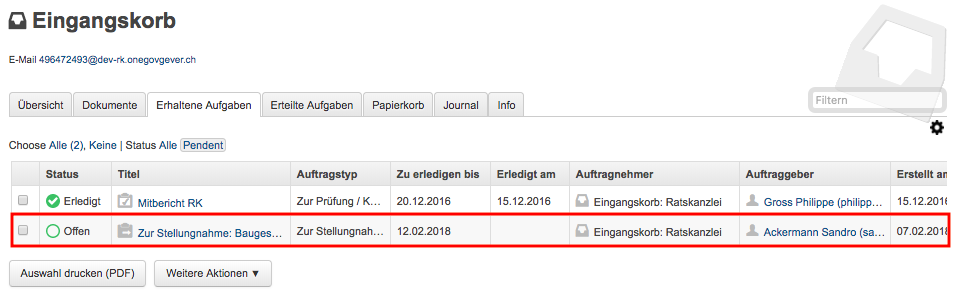 Eingangskorb
E-Mail 496472493@dev-rk.onegovgever.ch
Übersicht Dokumente Erhaltene Aufgaben Erteilte Aufgaben Papierkorb Journal Info
Filtern
Choose Alle (2), Keine | Status Alle Pendent
Status Titel Auftragstyp Zu erledigen bis Erledigt am Auftragnehmer Auftraggeber Erstellt am
Erledigt Mitbericht RK Zur Prüfung / K... 20.12.2016 15.12.2016 Eingangskorb: Ratskanzlei Gross Philippe (philipp... 15.12.2016
Offen Zur Stellungnahme: Bauges... Zur Stellungnah... 12.02.2018 Eingangskorb: Ratskanzlei Ackermann Sandro (sa... 07.02.2018
Auswahl drucken (PDF) Weitere Aktionen ▼